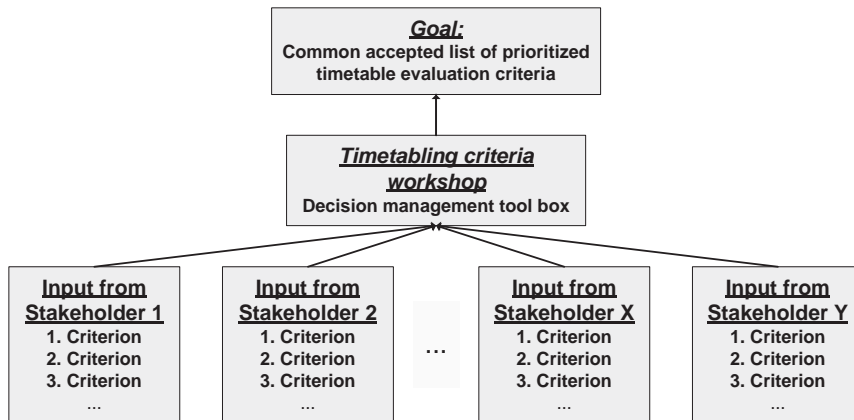 Goal:
Common accepted list of prioritized
timetable evaluation criteria
Timetabling criteria
workshop
Decision management tool box
Input from
Stakeholder 1
1. Criterion
2. Criterion
3. Criterion
...
Input from
Stakeholder 2
1. Criterion
2. Criterion
3. Criterion
...
...
Input from
Stakeholder X
1. Criterion
2. Criterion
3. Criterion
...
Input from
Stakeholder Y
1. Criterion
2. Criterion
3. Criterion
...